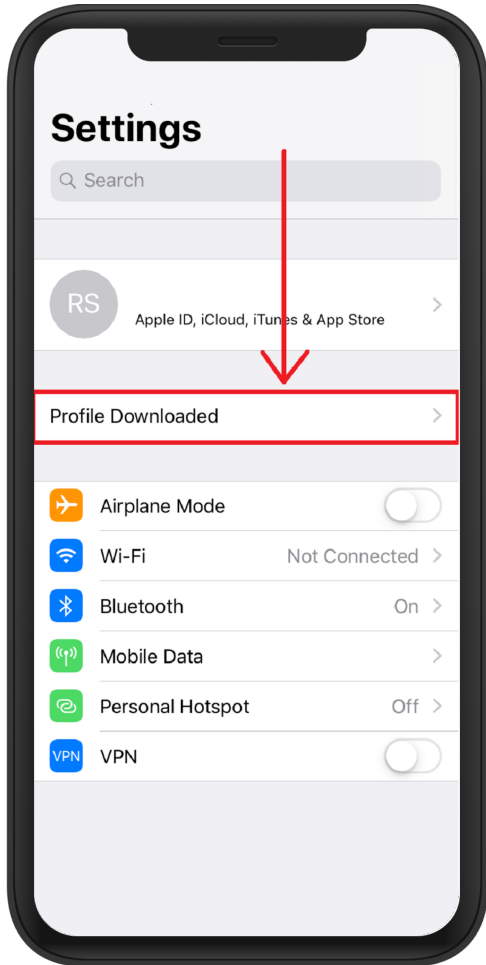 Settings
Search
RS
Apple ID, iCloud, iTunes & App Store
Profile Downloaded
Airplane Mode
Wi-Fi Not Connected
Bluetooth On
Mobile Data
Personal Hotspot Off
VPN VPN